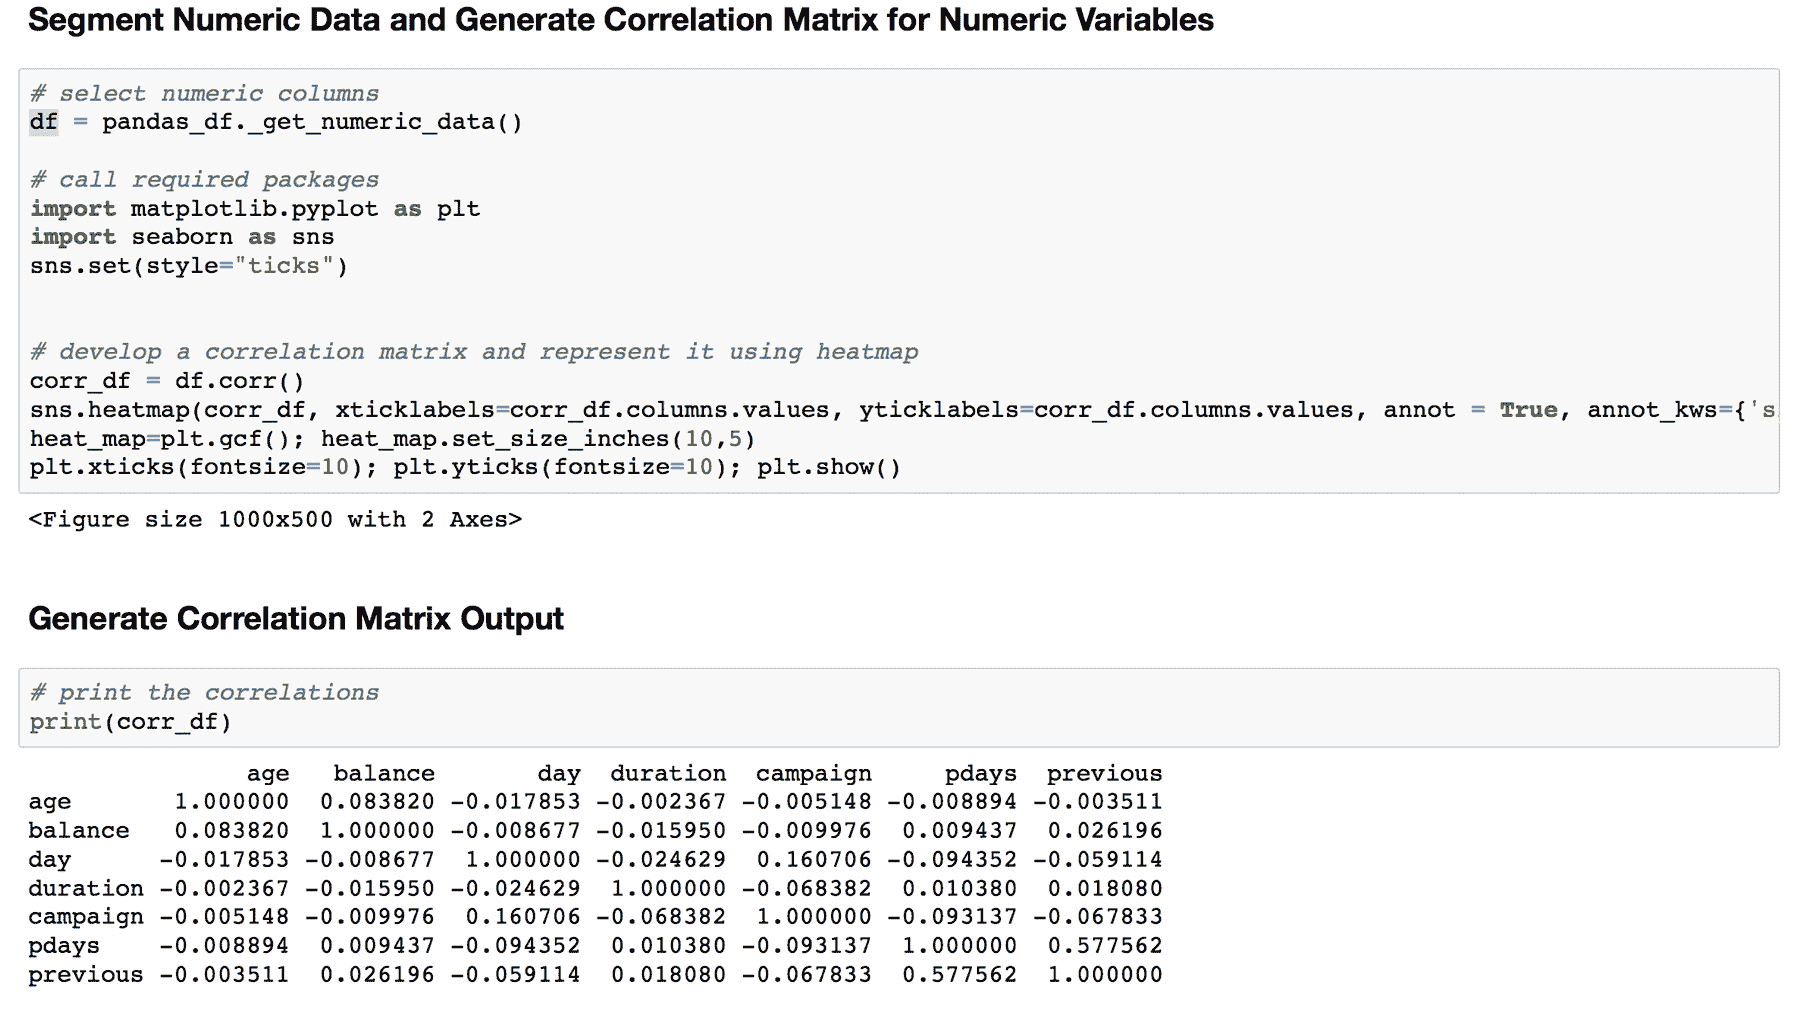 Segment Numeric Data and Generate Correlation Matrix for Numeric Variables
# select numeric columns
df = pandas_df._get_numeric_data()
# call required packages
import matplotlib.pyplot as plt
import seaborn as sns
sns.set(style="ticks")
# develop a correlation matrix and represent it using heatmap
corr_df = df.corr()
sns.heatmap(corr_df, xticklabels=corr_df.columns.values, yticklabels=corr_df.columns.values, annot = True, annot_kws={'s
heat_map=plt.gcf(); heat_map.set_size_inches(10,5)
plt.xticks(fontsize=10); plt.yticks(fontsize=10); plt.show()
<Figure size 1000x500 with 2 Axes>
Generate Correlation Matrix Output
# print the correlations
print(corr_df)
age balance day duration campaign pdays previous
age 1.000000 0.083820 -0.017853 -0.002367 -0.005148 -0.008894 -0.003511
balance 0.083820 1.000000 -0.008677 -0.015950 -0.009976 0.009437 0.026196
day -0.017853 -0.008677 1.000000 -0.024629 0.160706 -0.094352 -0.059114
duration -0.002367 -0.015950 -0.024629 1.000000 -0.068382 0.010380 0.018080
campaign -0.005148 -0.009976 0.160706 -0.068382 1.000000 -0.093137 -0.067833
pdays -0.008894 0.009437 -0.094352 0.010380 -0.093137 1.000000 0.577562
previous -0.003511 0.026196 -0.059114 0.018080 -0.067833 0.577562 1.000000